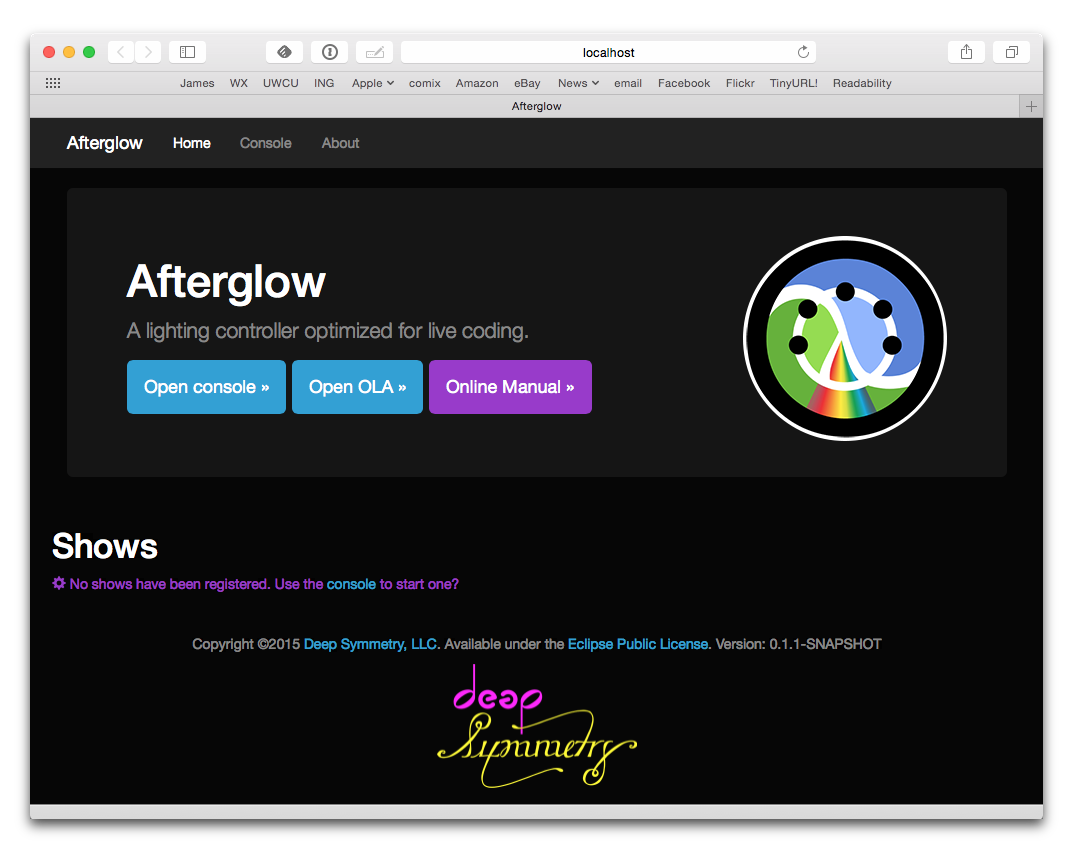 localhost
James WX UWCU ING Apple comix Amazon eBay News email Facebook Flickr TinyURL! Readability
Afterglow
Afterglow Home Console About
Afterglow
A lighting controller optimized for live coding.
Open console » Open OLA » Online Manual »
Shows
No shows have been registered. Use the console to start one?
Copyright ©2015 Deep Symmetry, LLC. Available under the Eclipse Public License. Version: 0.1.1-SNAPSHOT
deep
Symmetry